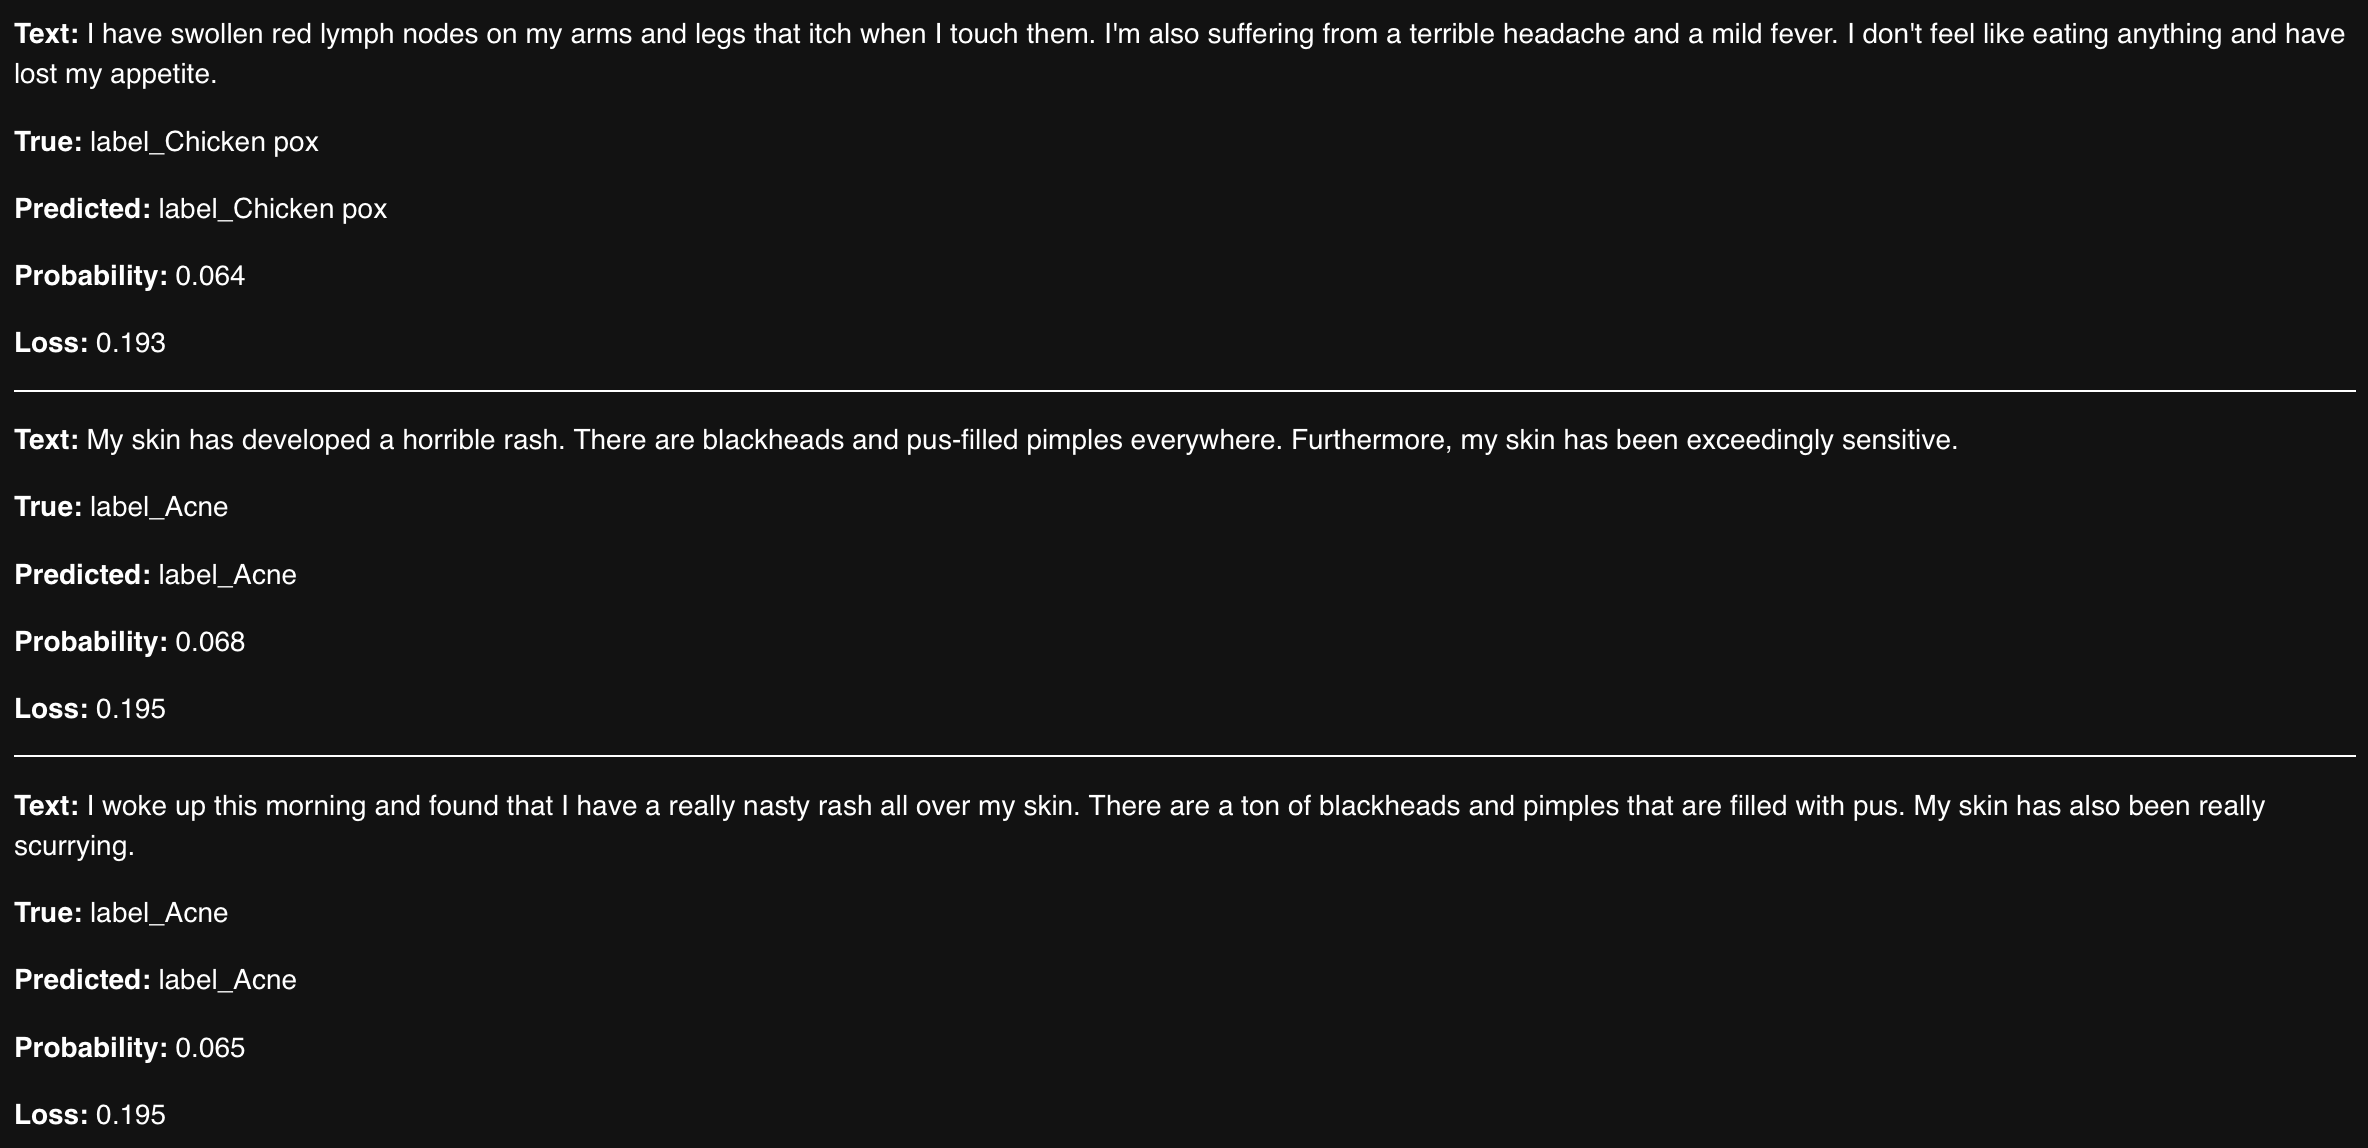 Text: I have swollen red lymph nodes on my arms and legs that itch when I touch them. I'm also suffering from a terrible headache and a mild fever. I don't feel like eating anything and have
lost my appetite.
True: label_Chicken pox
Predicted: label_Chicken pox
Probability: 0.064
Loss: 0.193
Text: My skin has developed a horrible rash. There are blackheads and pus-filled pimples everywhere. Furthermore, my skin has been exceedingly sensitive.
True: label_Acne
Predicted: label_Acne
Probability: 0.068
Loss: 0.195
Text: I woke up this morning and found that I have a really nasty rash all over my skin. There are a ton of blackheads and pimples that are filled with pus. My skin has also been really
scurrying.
True: label_Acne
Predicted: label_Acne
Probability: 0.065
Loss: 0.195